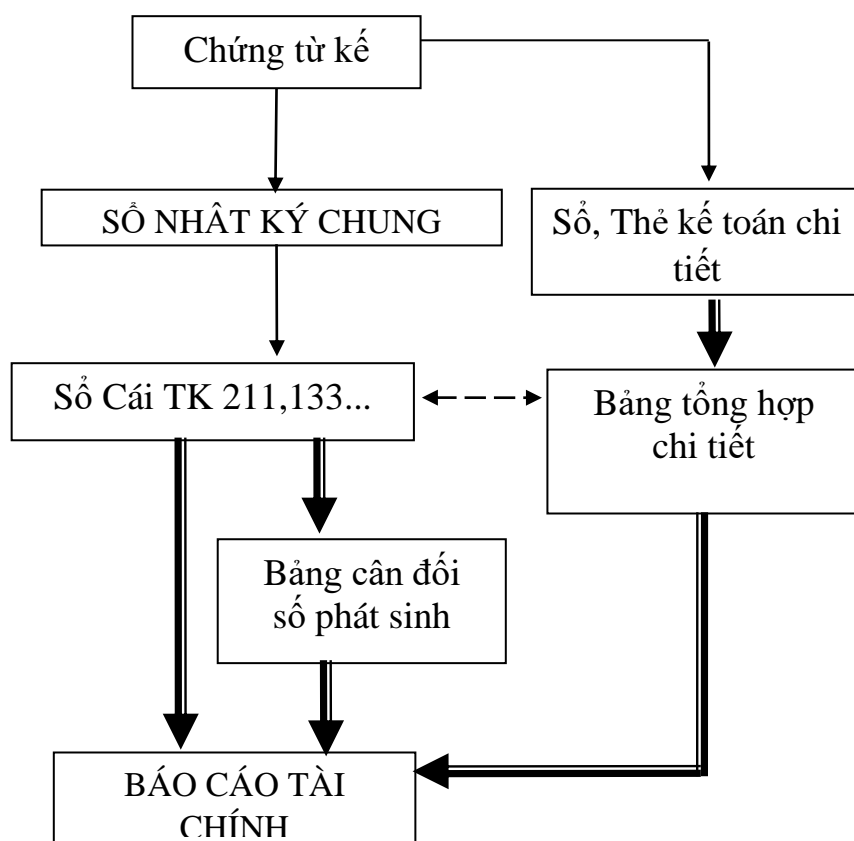 Chứng từ kế
SỔ NHÂT KÝ CHUNG
Sổ, Thẻ kế toán chi
tiết
Sổ Cái TK 211,133...
Bảng tổng hợp
chi tiết
Bảng cân đối
số phát sinh
BÁO CÁO TÀI
CHÍNH